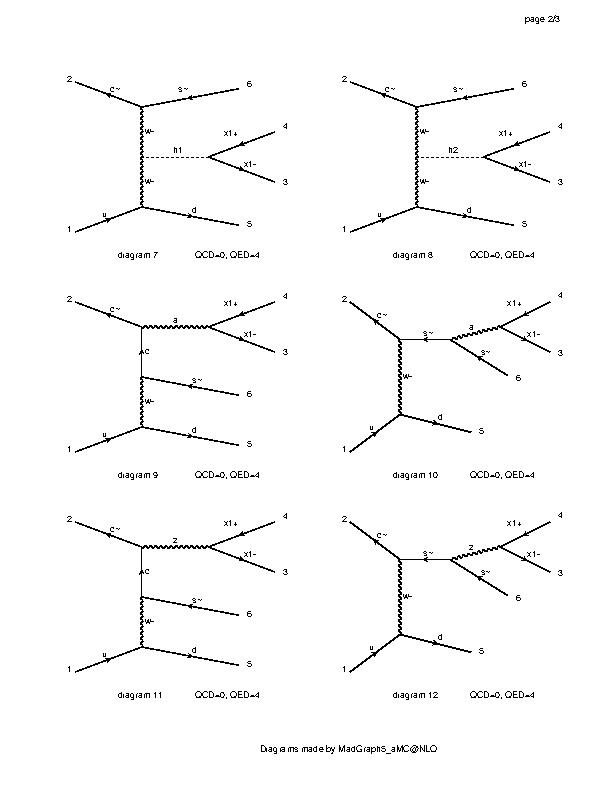 page 2/3
2 c~ s~ 6
w- x1+ 4
h1
w- x1- 3
u d
1 5
diagram 7 QCD=0, QED=4
2 c~ s~ 6
w- x1+ 4
h2
w- x1- 3
u d
1 5
diagram 8 QCD=0, QED=4
2 c~ x1+ 4
a
x1- 3
c
s~ 6
w-
u d
1 5
diagram 9 QCD=0, QED=4
2 c~ x1+ 4
a
s~ x1- 3
s~ 6
w-
u d 5
1
diagram 10 QCD=0, QED=4
2 c~ x1+ 4
z
x1- 3
c
s~ 6
w-
u d
1 5
diagram 11 QCD=0, QED=4
2 c~ x1+ 4
z
s~ x1- 3
s~ 6
w-
u d 5
1
diagram 12 QCD=0, QED=4
Diagrams made by MadGraph5_aMC@NLO